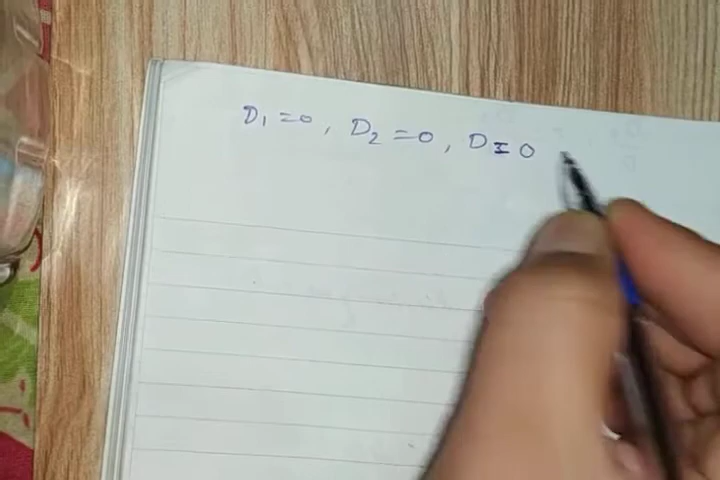 D₁ = 0, D₂ = 0, D = 0